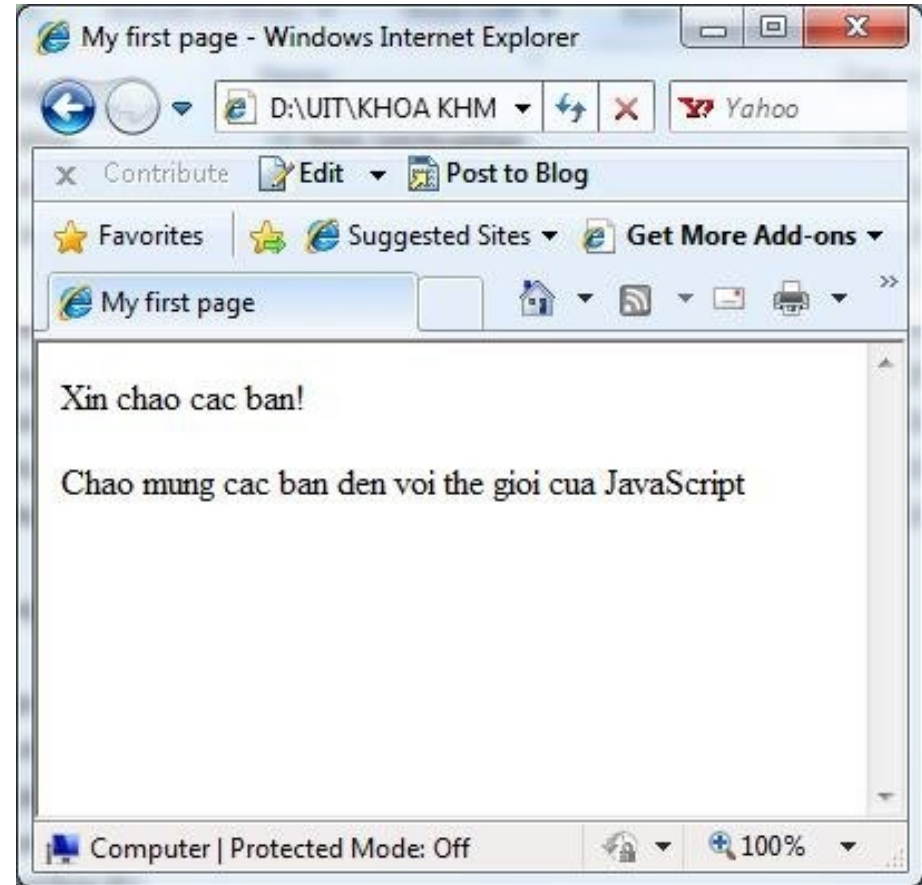 My first page - Windows Internet Explorer
D:\UIT\KHOA KHM Yahoo
x Contribute Edit Post to Blog
Favorites Suggested Sites Get More Add-ons
My first page »
Xin chao cac ban!
Chao mung cac ban den voi the gioi cua JavaScript
Computer | Protected Mode: Off 100%